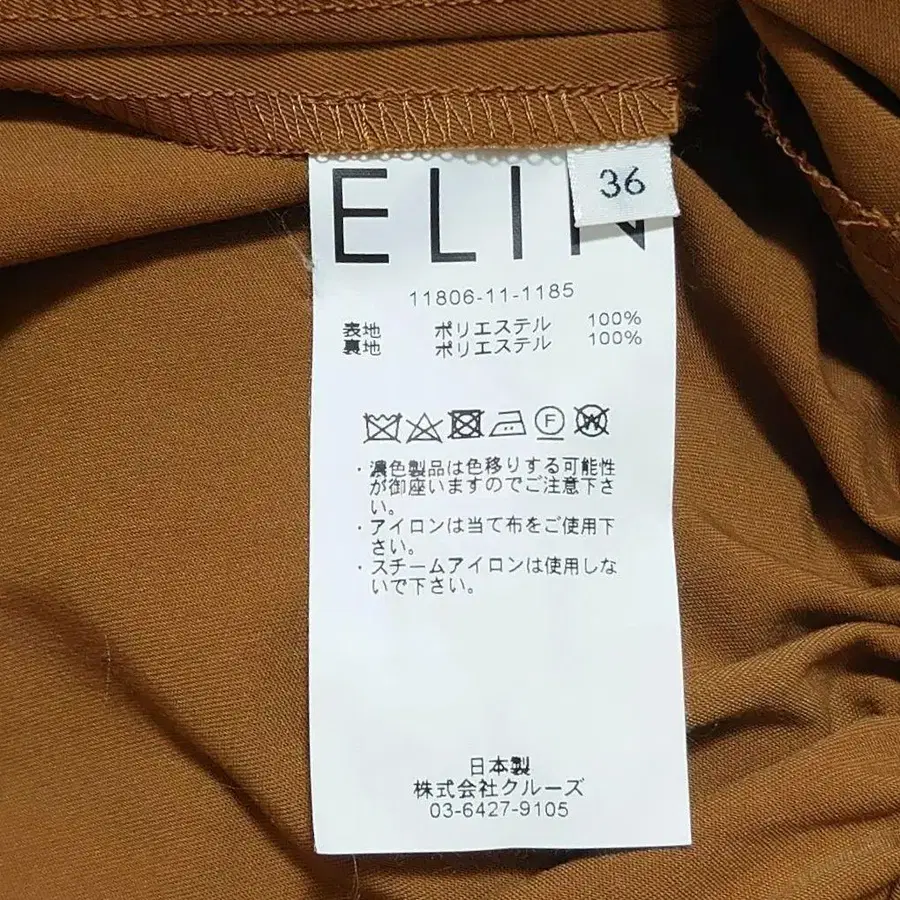 ELIN
36
11806-11-1185
表地 ポリエステル 100%
裏地 ポリエステル 100%
F W
・濃色製品は色移りする可能性
が御座いますのでご注意下さ
い。
・アイロンは当て布をご使用下
さい。
・スチームアイロンは使用しな
いで下さい。
日本製
株式会社クルーズ
03-6427-9105